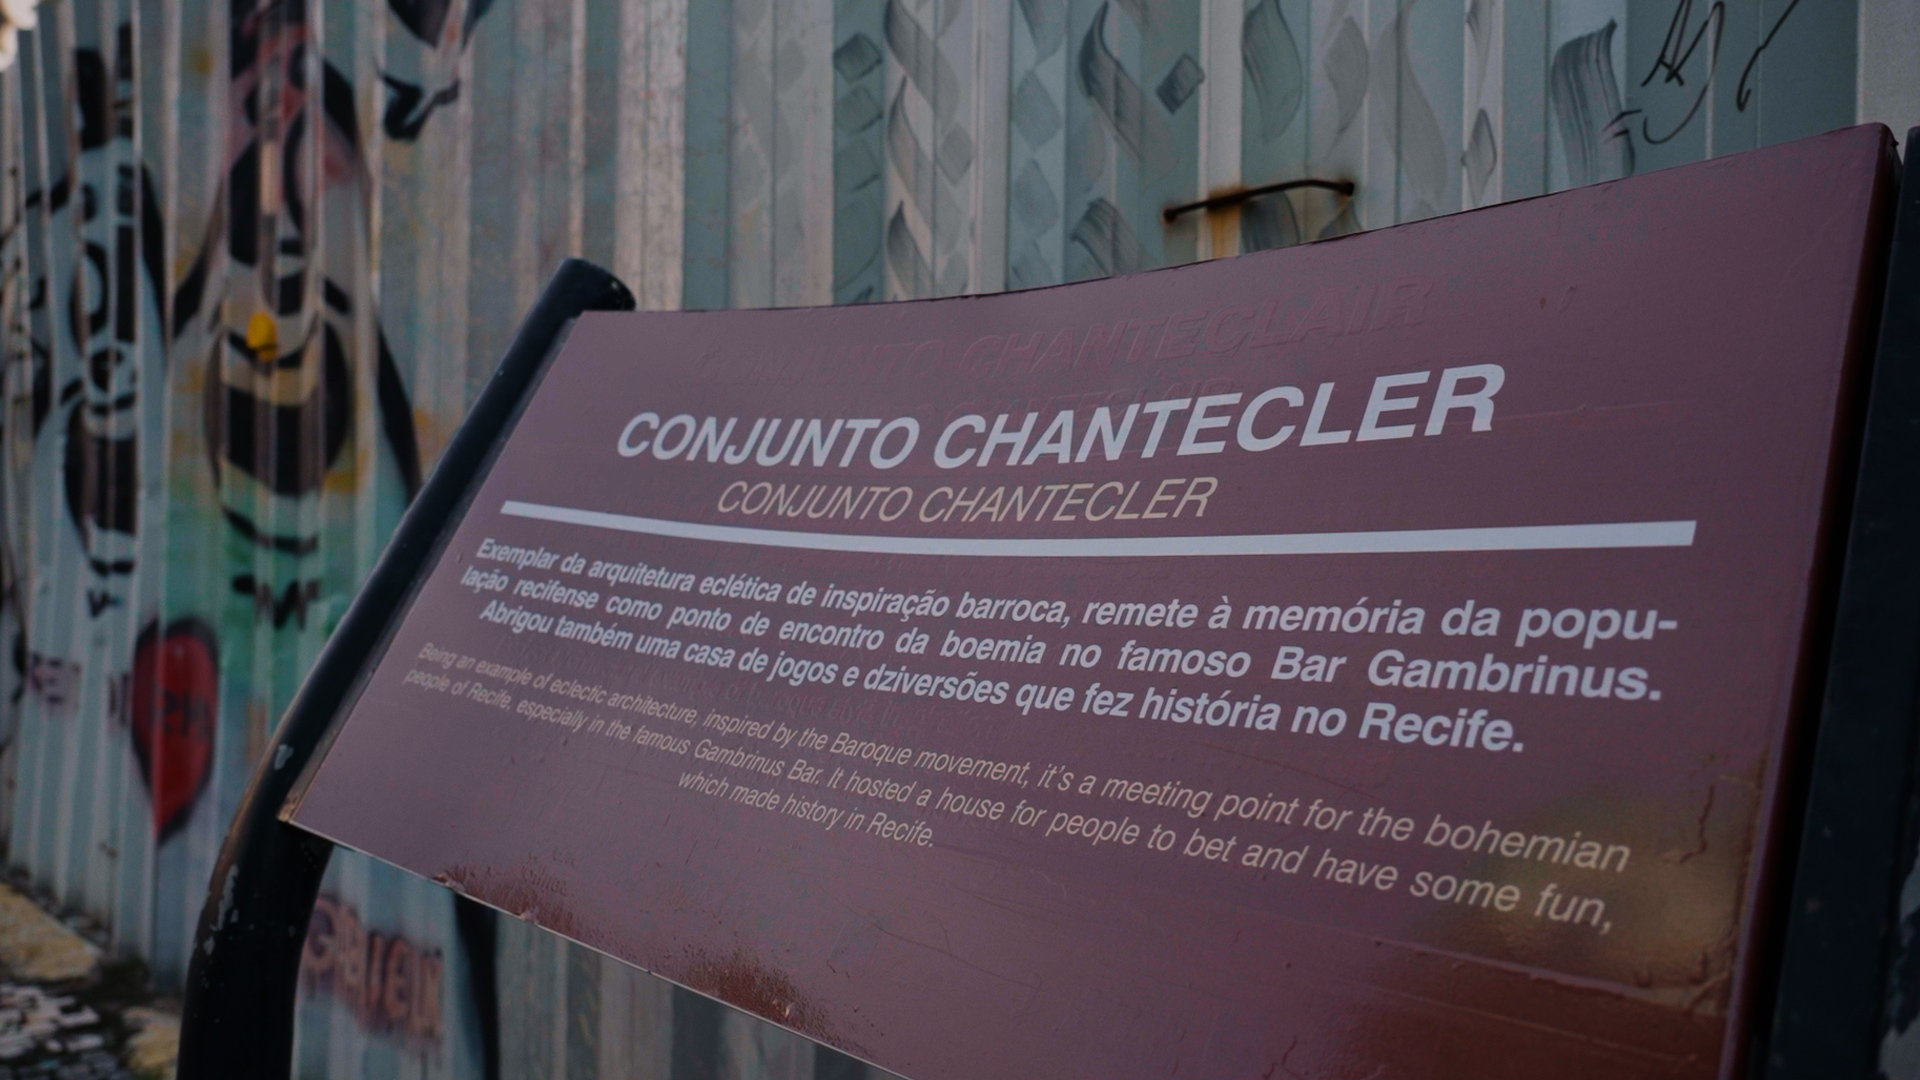 CONJUNTO CHANTECLAIR
CONJUNTO CHANTECLER
CONJUNTO CHANTECLER
Exemplar da arquitetura eclética de inspiração barroca, remete à memória da popu-
lação recifense como ponto de encontro da boemia no famoso Bar Gambrinus.
Abrigou também uma casa de jogos e dziversões que fez história no Recife.
Being an example of eclectic architecture, inspired by the Baroque movement, it's a meeting point for the bohemian
people of Recife, especially in the famous Gambrinus Bar. It hosted a house for people to bet and have some fun,
which made history in Recife.